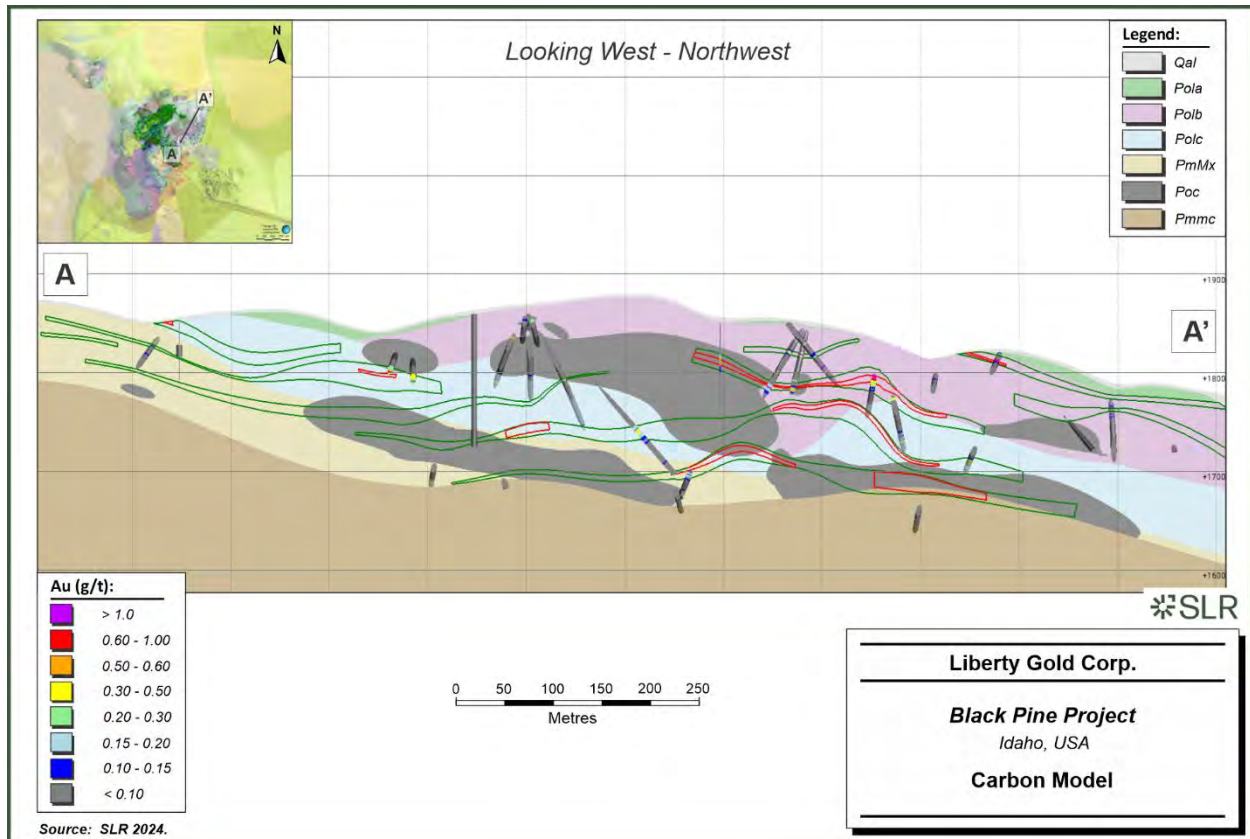 Looking West - Northwest
N
A'
A
Legend:
Qal
Pola
Polb
Polc
PmMx
Poc
Pmmc
A
A'
+1900
+1800
+1700
+1600
Au (g/t):
> 1.0
0.60 - 1.00
0.50 - 0.60
0.30 - 0.50
0.20 - 0.30
0.15 - 0.20
0.10 - 0.15
< 0.10
0 50 100 150 200 250
Metres
SLR
Liberty Gold Corp.
Black Pine Project
Idaho, USA
Carbon Model
Source: SLR 2024.